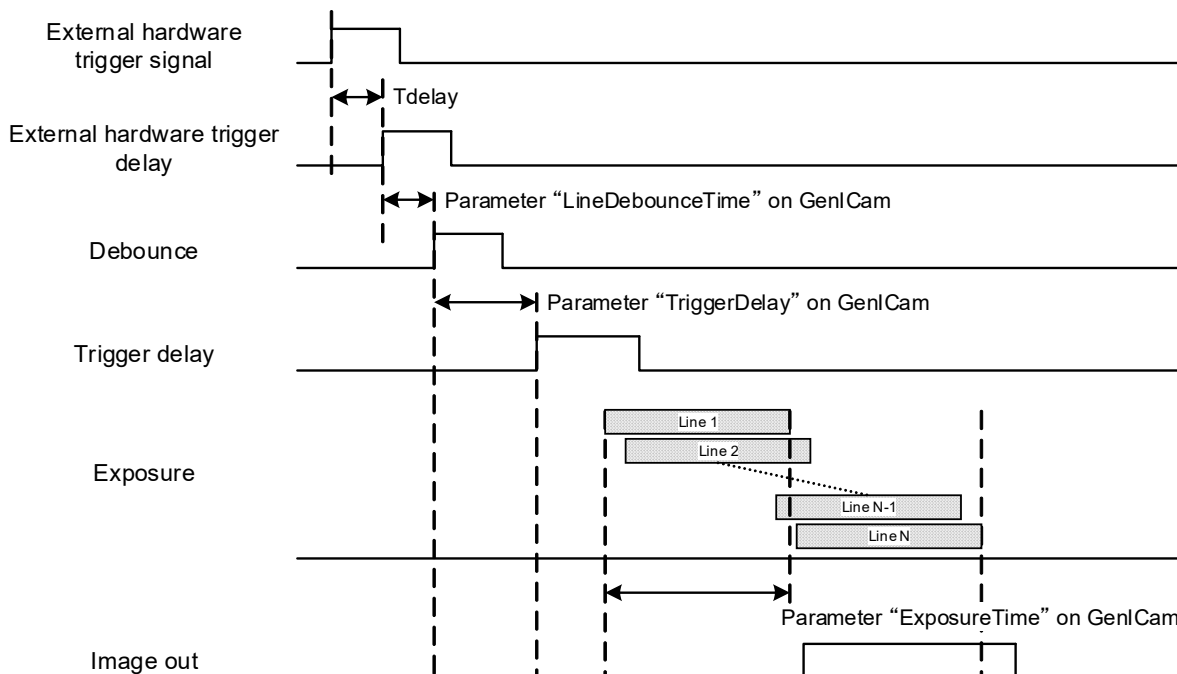 External hardware
trigger signal
Tdelay
External hardware trigger
delay
Parameter “LineDebounceTime” on GenICam
Debounce
Parameter “TriggerDelay” on GenICam
Trigger delay
Line 1
Line 2
Exposure
Line N-1
Line N
Parameter “ExposureTime” on GenICam
Image out